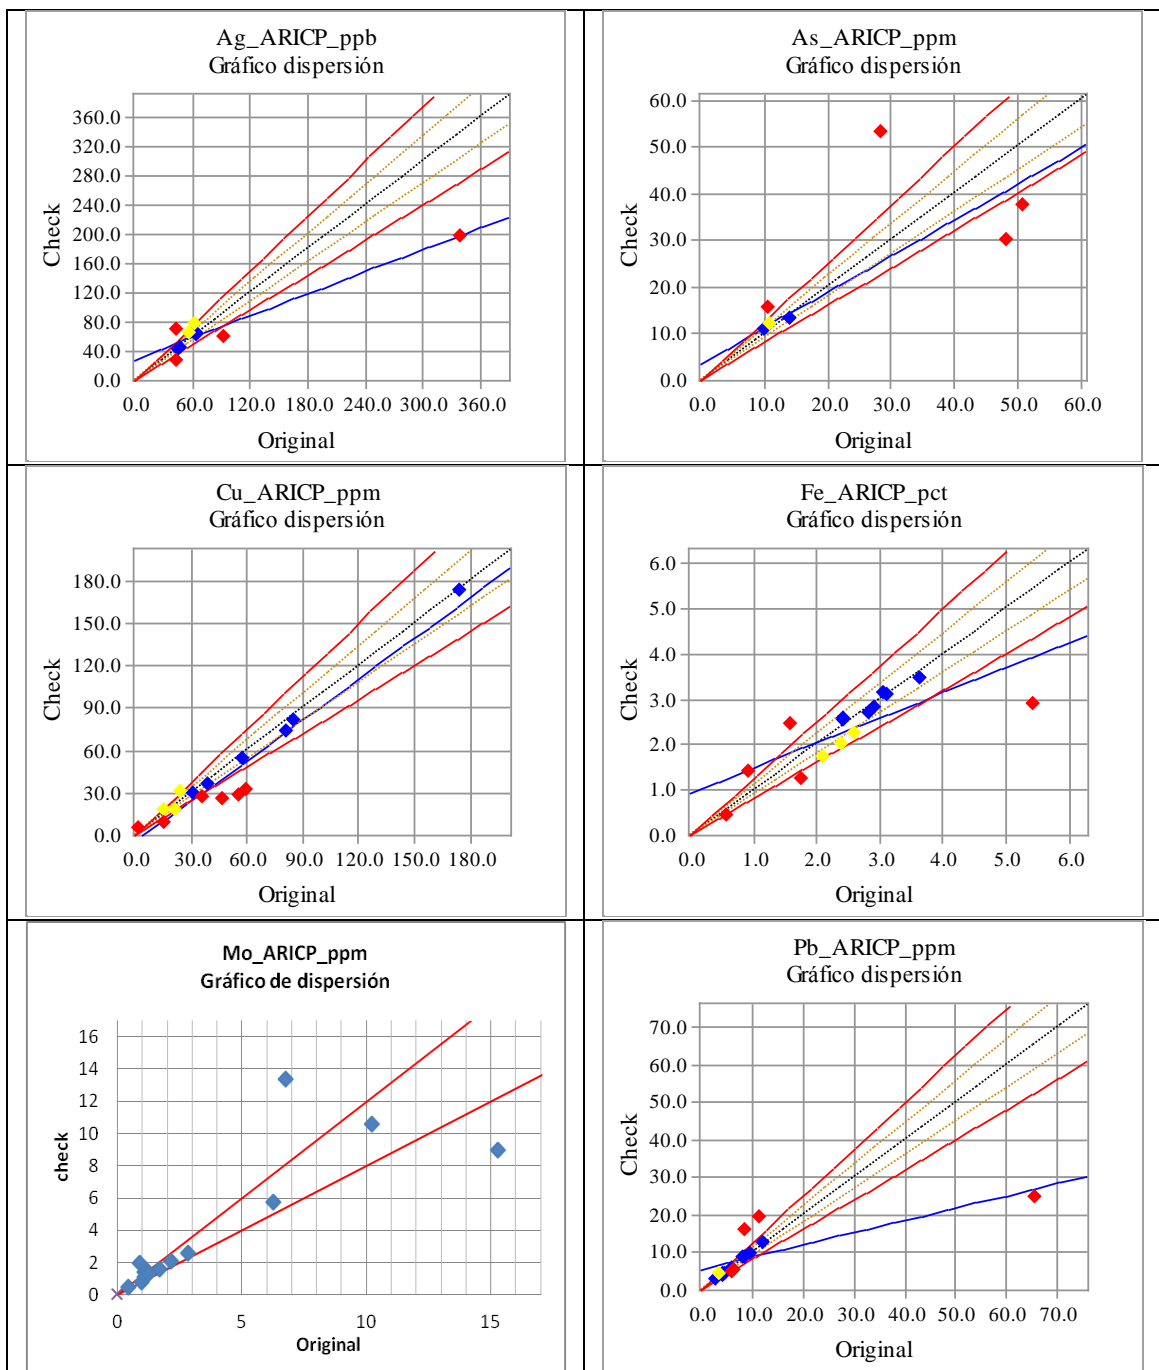 Ag_ARICP_ppb
Gráfico dispersión
Check
360.0
320.0
280.0
240.0
200.0
160.0
120.0
80.0
40.0
0.0
0.0 60.0 120.0 180.0 240.0 300.0 360.0
Original
As_ARICP_ppm
Gráfico dispersión
Check
60.0
50.0
40.0
30.0
20.0
10.0
0.0
0.0 10.0 20.0 30.0 40.0 50.0 60.0
Original
Cu_ARICP_ppm
Gráfico dispersión
Check
180.0
150.0
120.0
90.0
60.0
30.0
0.0
0.0 30.0 60.0 90.0 120.0 150.0 180.0
Original
Fe_ARICP_pct
Gráfico dispersión
Check
6.0
5.0
4.0
3.0
2.0
1.0
0.0
0.0 1.0 2.0 3.0 4.0 5.0 6.0
Original
Mo_ARICP_ppm
Gráfico de dispersión
check
16
14
12
10
8
6
4
2
0
0 5 10 15
Original
Pb_ARICP_ppm
Gráfico dispersión
Check
70.0
60.0
50.0
40.0
30.0
20.0
10.0
0.0
0.0 10.0 20.0 30.0 40.0 50.0 60.0 70.0
Original